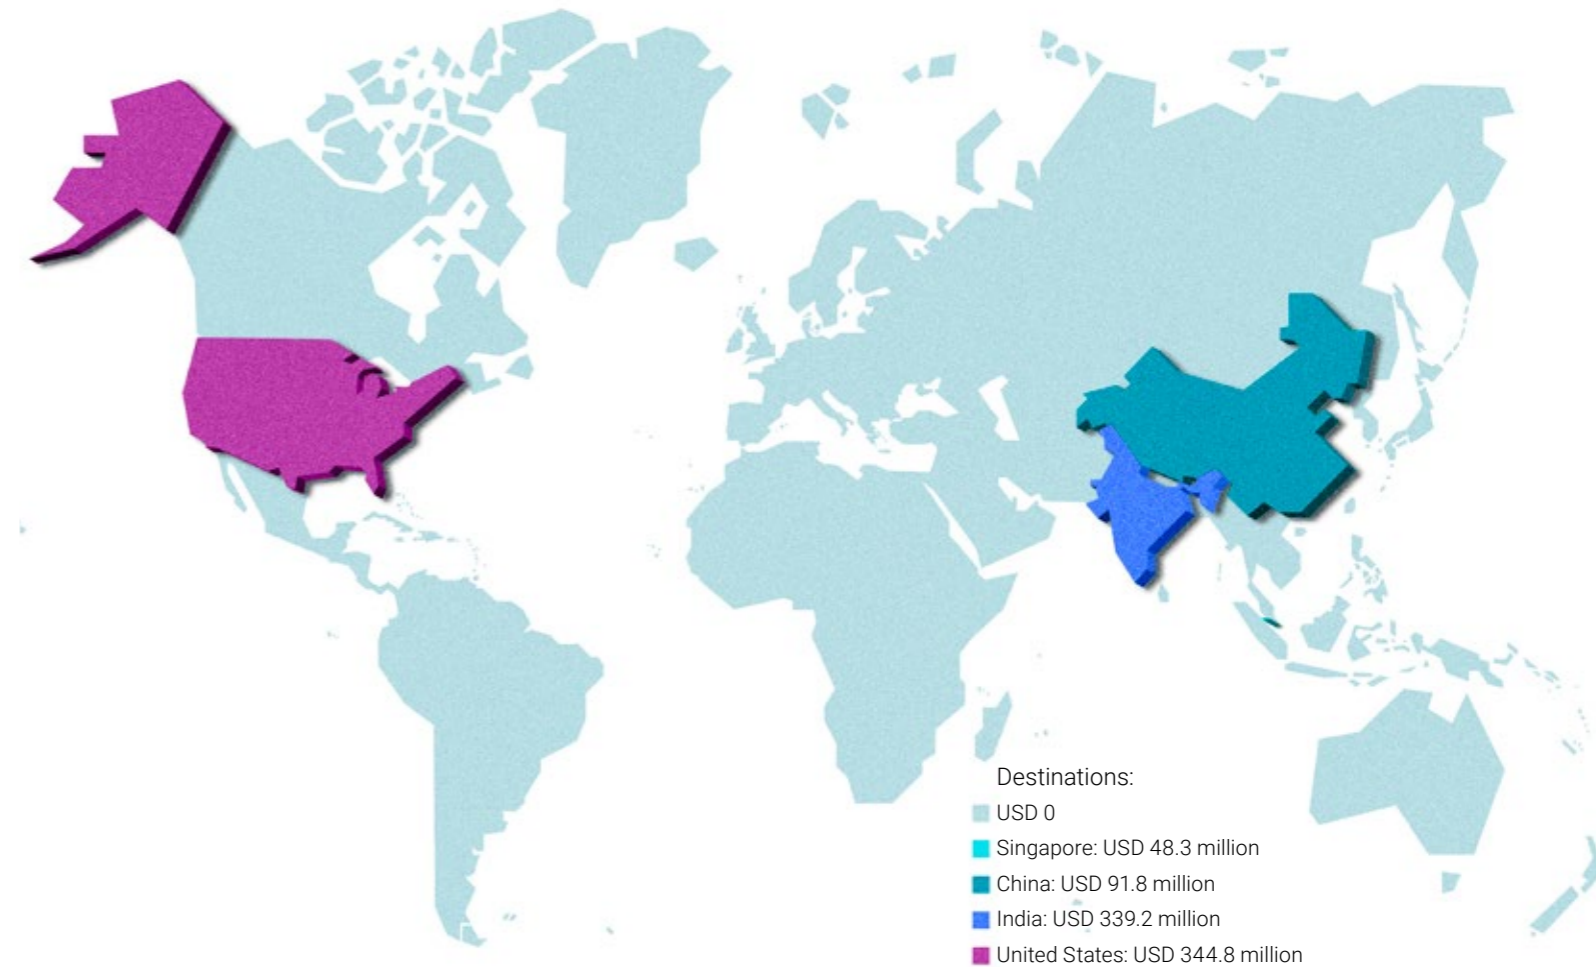 Destinations:
USD 0
Singapore: USD 48.3 million
China: USD 91.8 million
India: USD 339.2 million
United States: USD 344.8 million